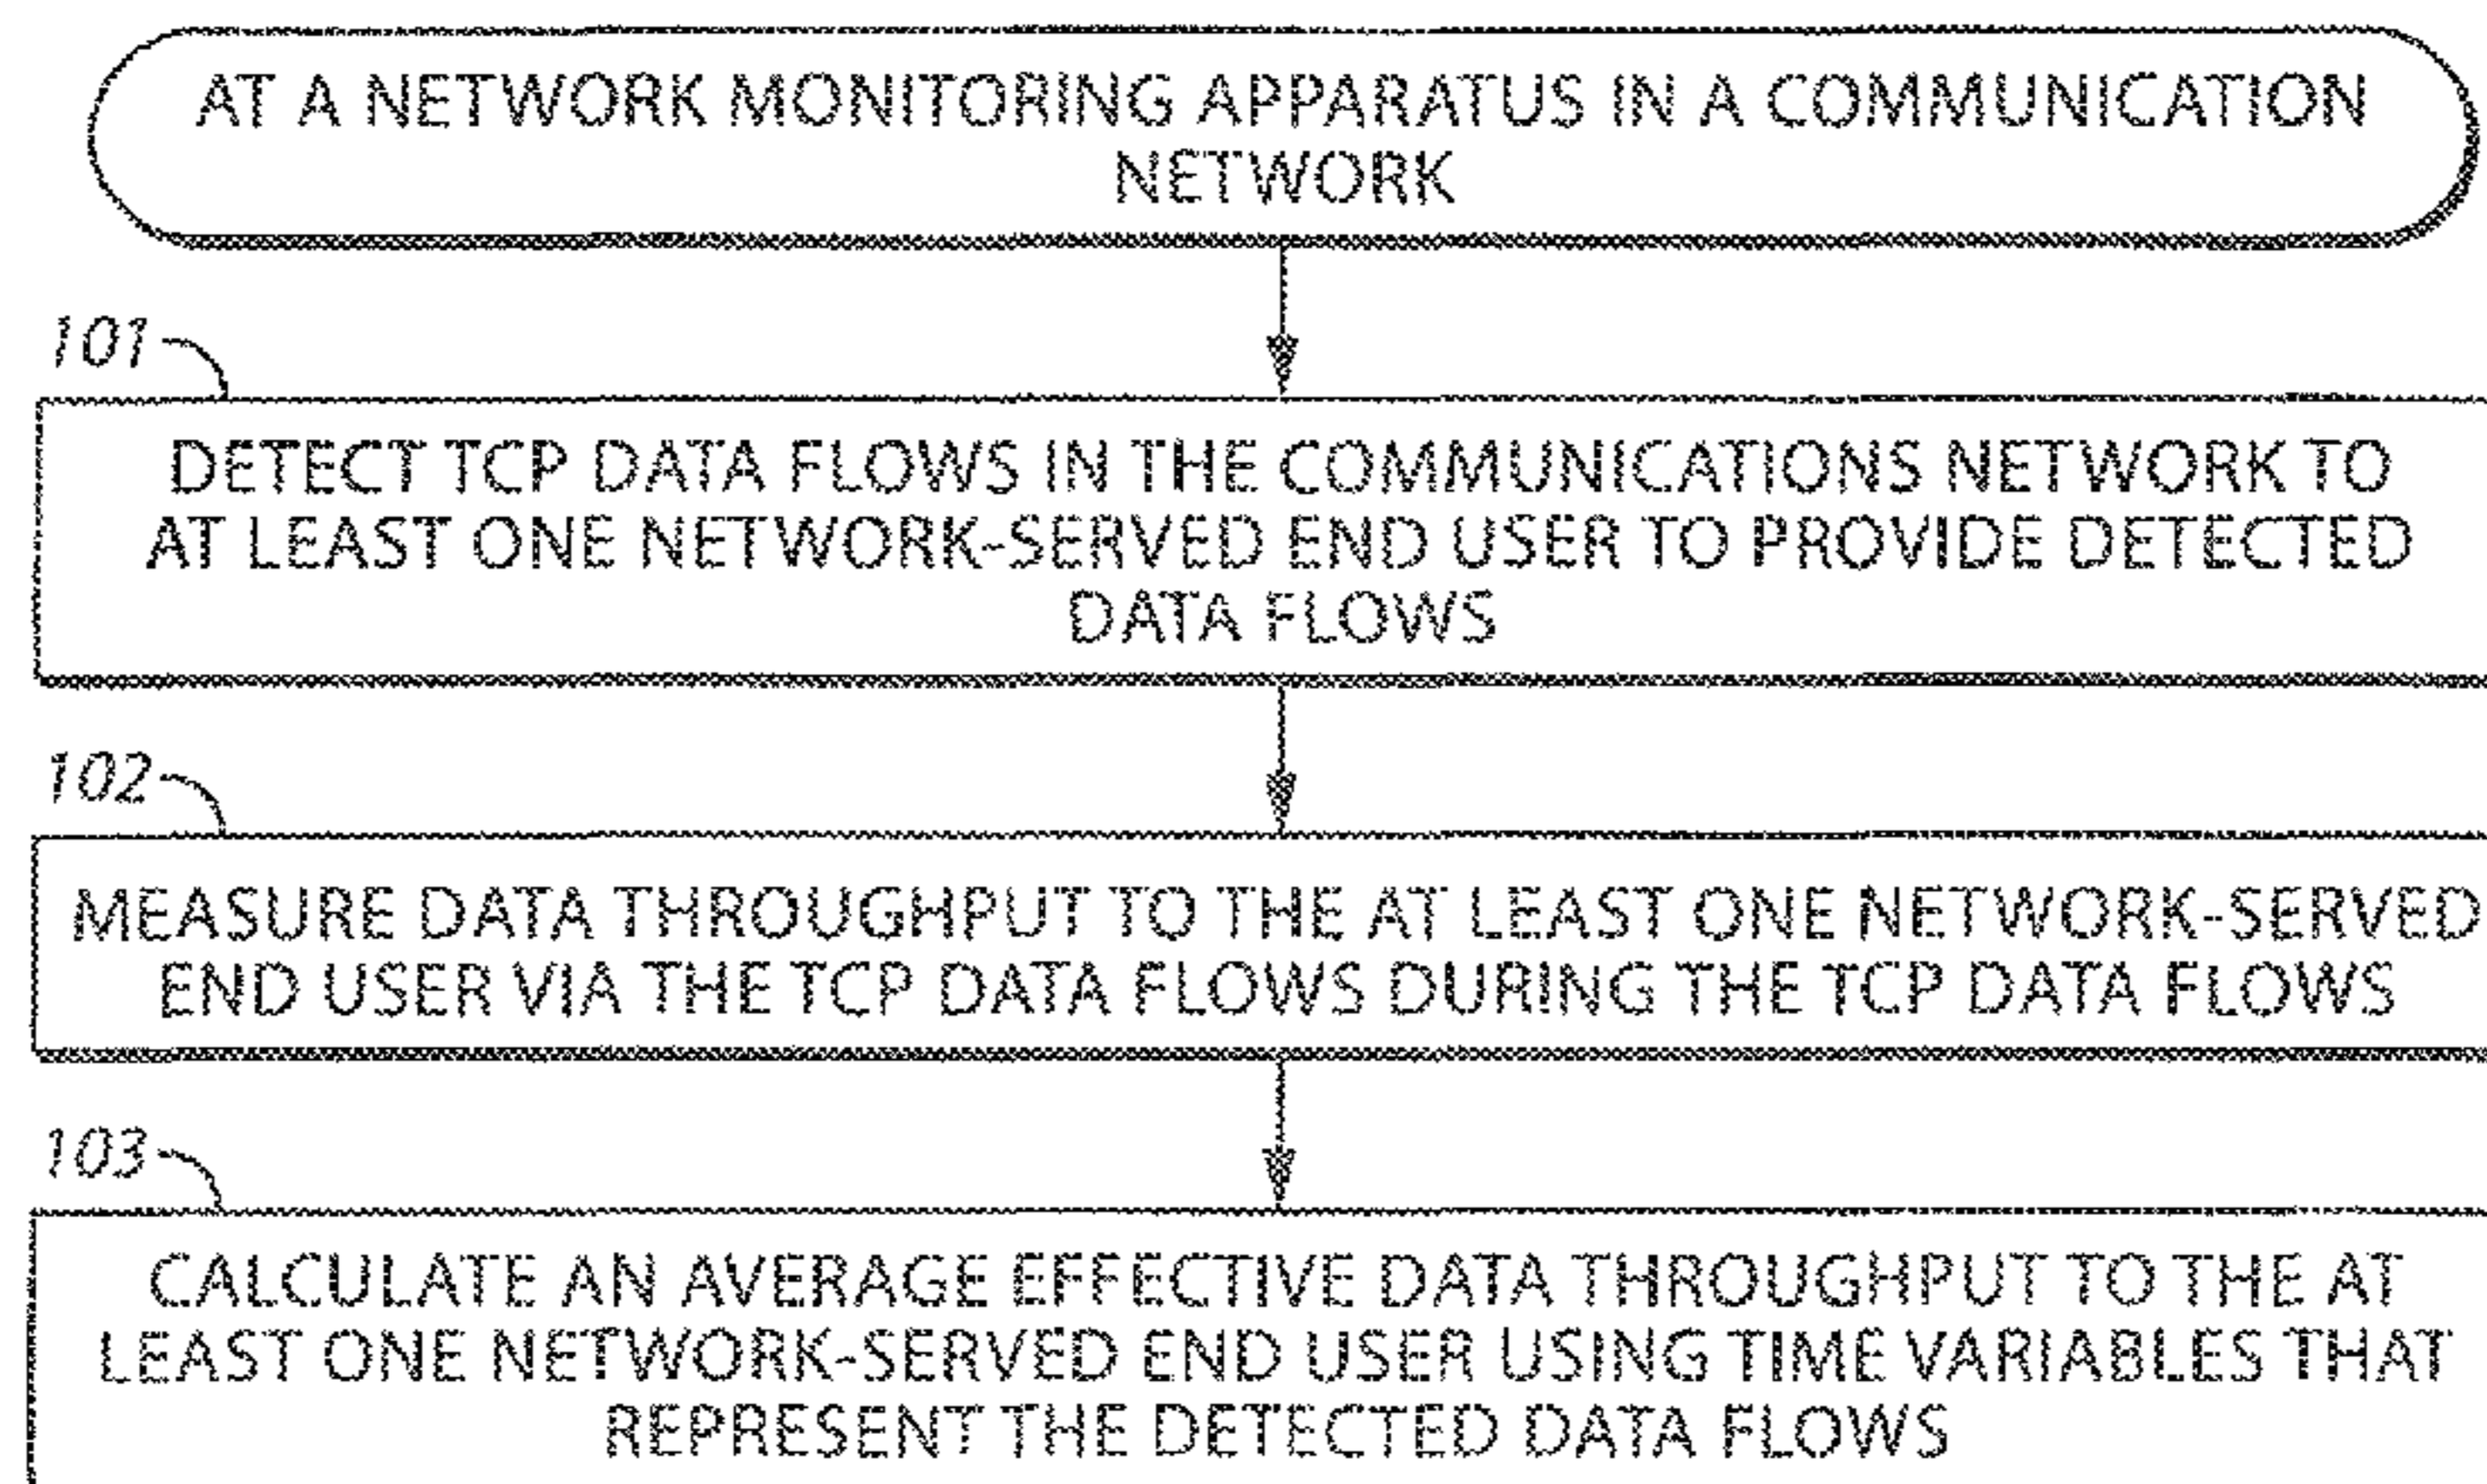 AT A NETWORK MONITORING APPARATUS IN A COMMUNICATION
NETWORK
101
DETECT TCP DATA FLOWS IN THE COMMUNICATIONS NETWORK TO
AT LEAST ONE NETWORK-SERVED END USER TO PROVIDE DETECTED
DATA FLOWS
102
MEASURE DATA THROUGHPUT TO THE AT LEAST ONE NETWORK-SERVED
END USER VIA THE TCP DATA FLOWS DURING THE TCP DATA FLOWS
103
CALCULATE AN AVERAGE EFFECTIVE DATA THROUGHPUT TO THE AT
LEAST ONE NETWORK-SERVED END USER USING TIME VARIABLES THAT
REPRESENT THE DETECTED DATA FLOWS